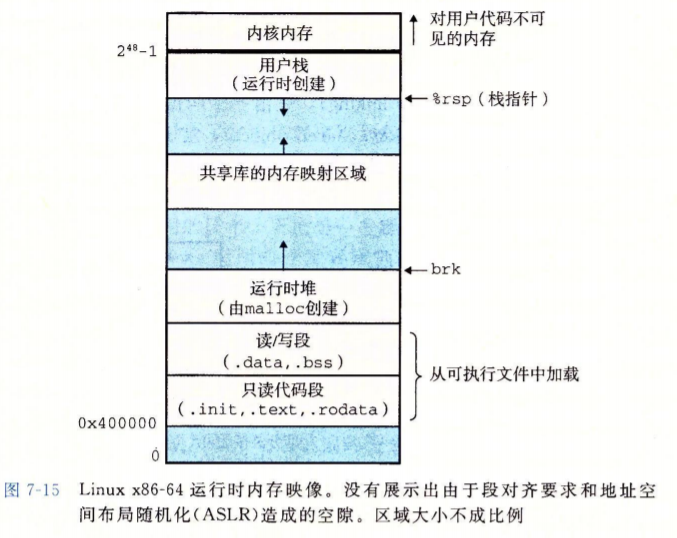 内核内存
对用户代码不可
见的内存
2⁴⁸-1
用户栈
(运行时创建)
%rsp(栈指针)
共享库的内存映射区域
brk
运行时堆
(由malloc创建)
读/写段
(.data,.bss)
从可执行文件中加载
只读代码段
(.init,.text,.rodata)
0x400000
0
图 7-15 Linux x86-64 运行时内存映像。没有展示出由于段对齐要求和地址空
间布局随机化(ASLR)造成的空隙。区域大小不成比例